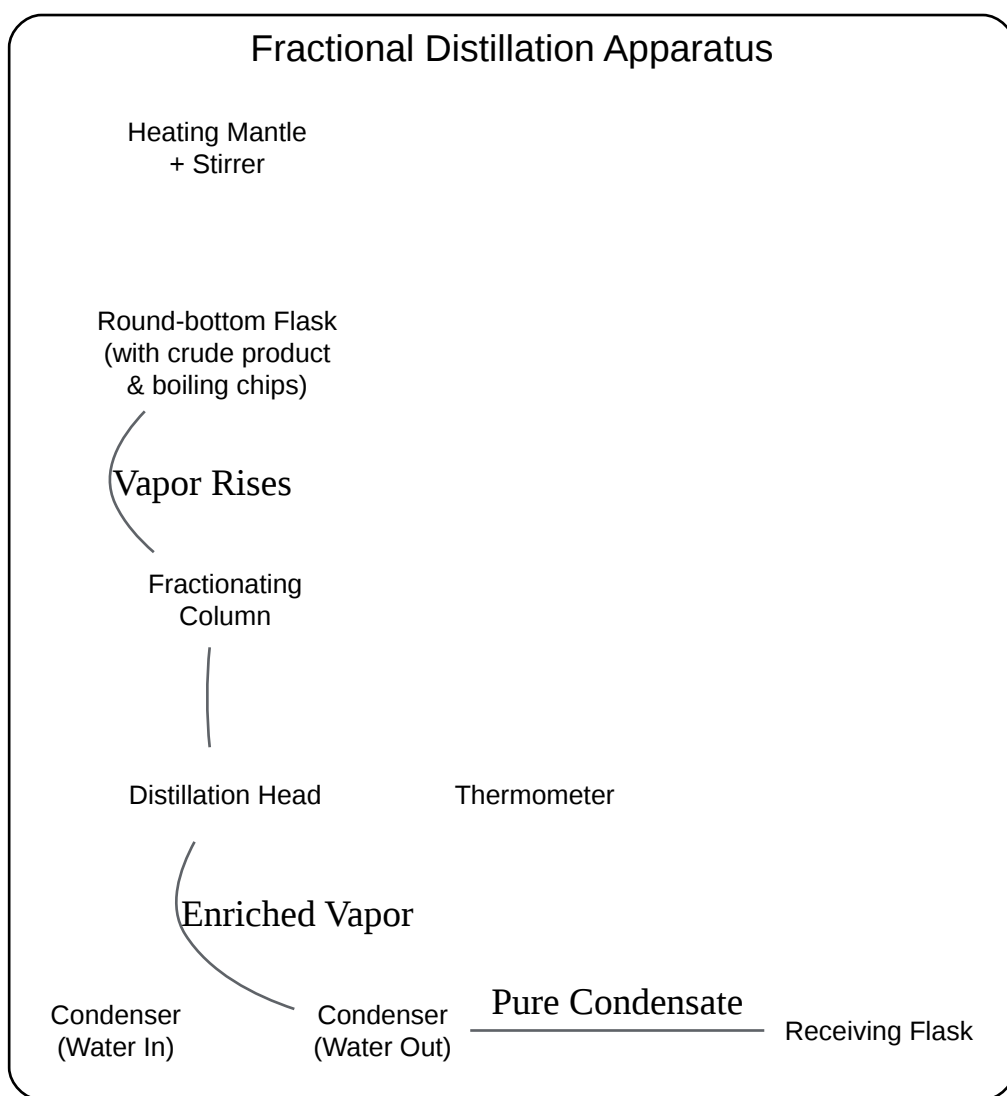 Fractional Distillation Apparatus
Heating Mantle
+ Stirrer
Round-bottom Flask
(with crude product
& boiling chips)
Vapor Rises
Fractionating
Column
Distillation Head
Thermometer
Enriched Vapor
Condenser
(Water In)
Condenser
(Water Out)
Pure Condensate
Receiving Flask